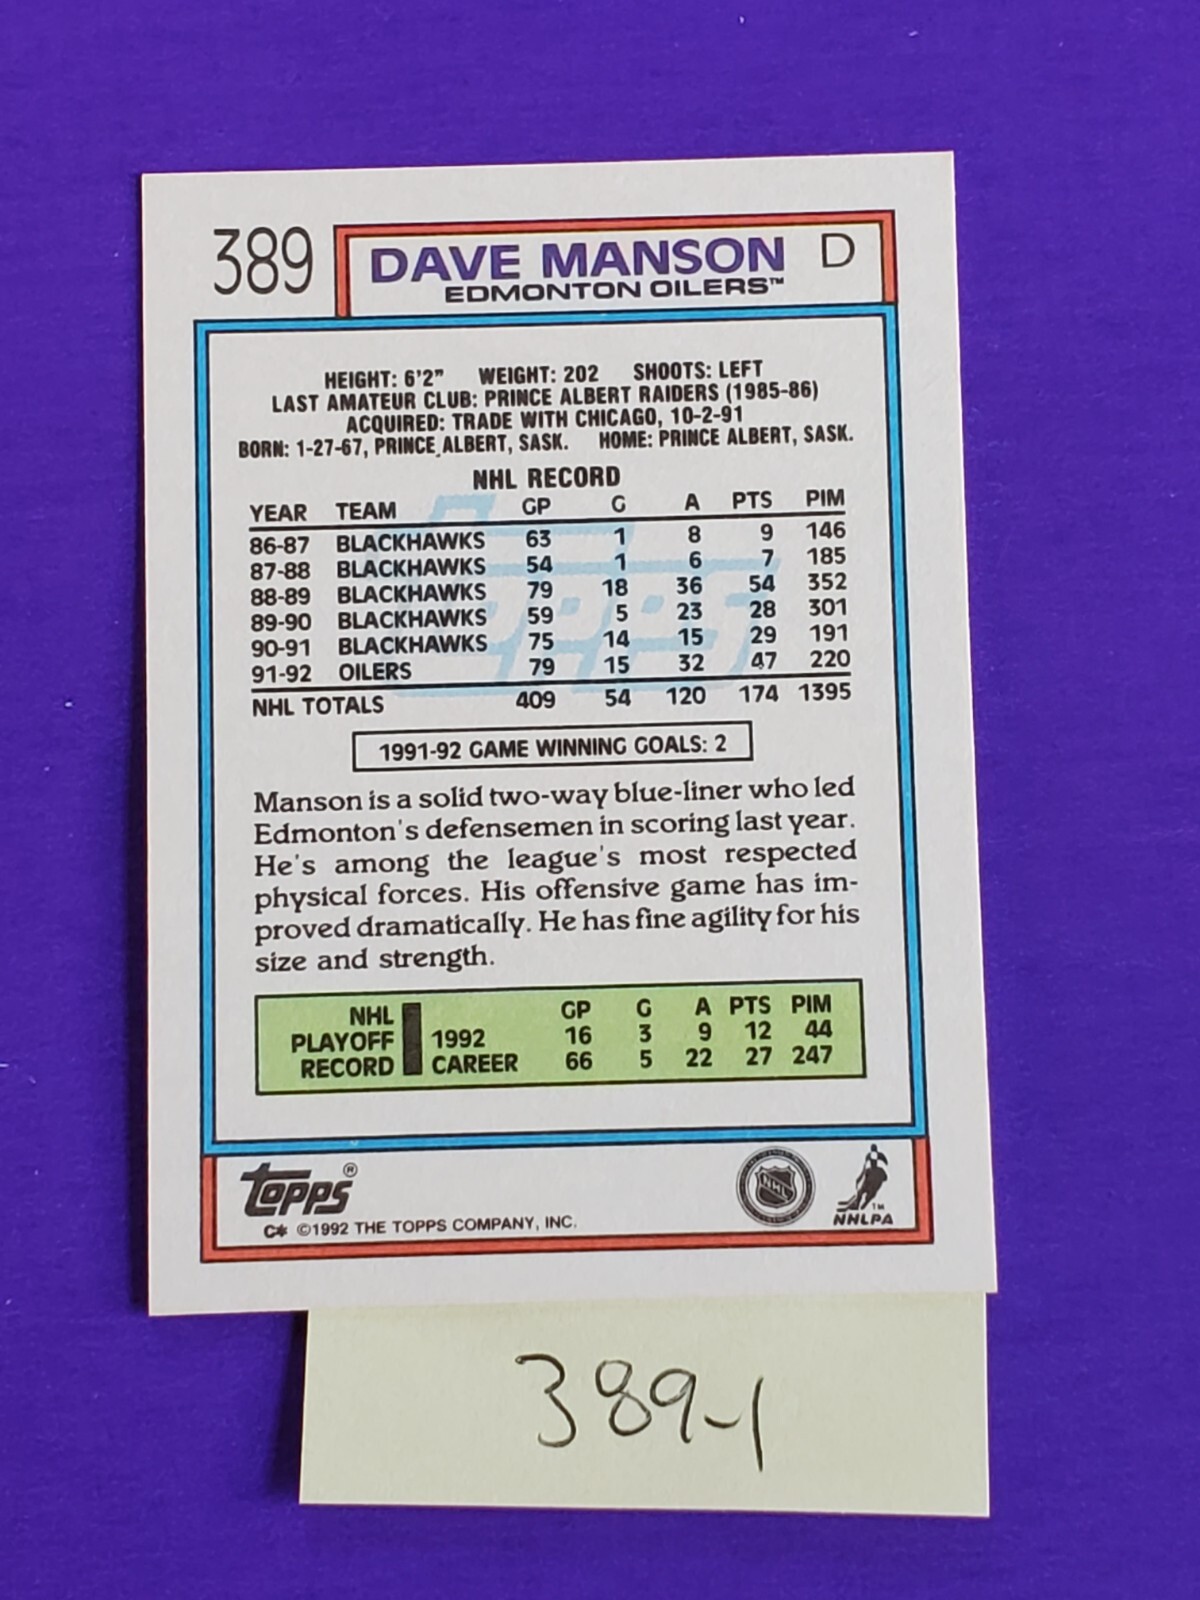 389 DAVE MANSON D
EDMONTON OILERS™
HEIGHT: 6'2" WEIGHT: 202 SHOOTS: LEFT
LAST AMATEUR CLUB: PRINCE ALBERT RAIDERS (1985-86)
ACQUIRED: TRADE WITH CHICAGO, 10-2-91
BORN: 1-27-67, PRINCE ALBERT, SASK. HOME: PRINCE ALBERT, SASK.
NHL RECORD
YEAR TEAM GP G A PTS PIM
86-87 BLACKHAWKS 63 1 8 9 146
87-88 BLACKHAWKS 54 1 6 7 185
88-89 BLACKHAWKS 79 18 36 54 352
89-90 BLACKHAWKS 59 5 23 28 301
90-91 BLACKHAWKS 75 14 15 29 191
91-92 OILERS 79 15 32 47 220
NHL TOTALS 409 54 120 174 1395
topps
1991-92 GAME WINNING GOALS: 2
Manson is a solid two-way blue-liner who led
Edmonton's defensemen in scoring last year.
He's among the league's most respected
physical forces. His offensive game has im-
proved dramatically. He has fine agility for his
size and strength.
NHL GP G A PTS PIM
PLAYOFF 1992 16 3 9 12 44
RECORD CAREER 66 5 22 27 247
topps®
C* ©1992 THE TOPPS COMPANY, INC.
NHL
™
NHLPA
389-1